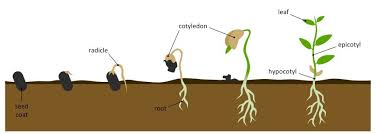 leaf
cotyledon
epicotyl
radicle
hypocotyl
root
seed
coat